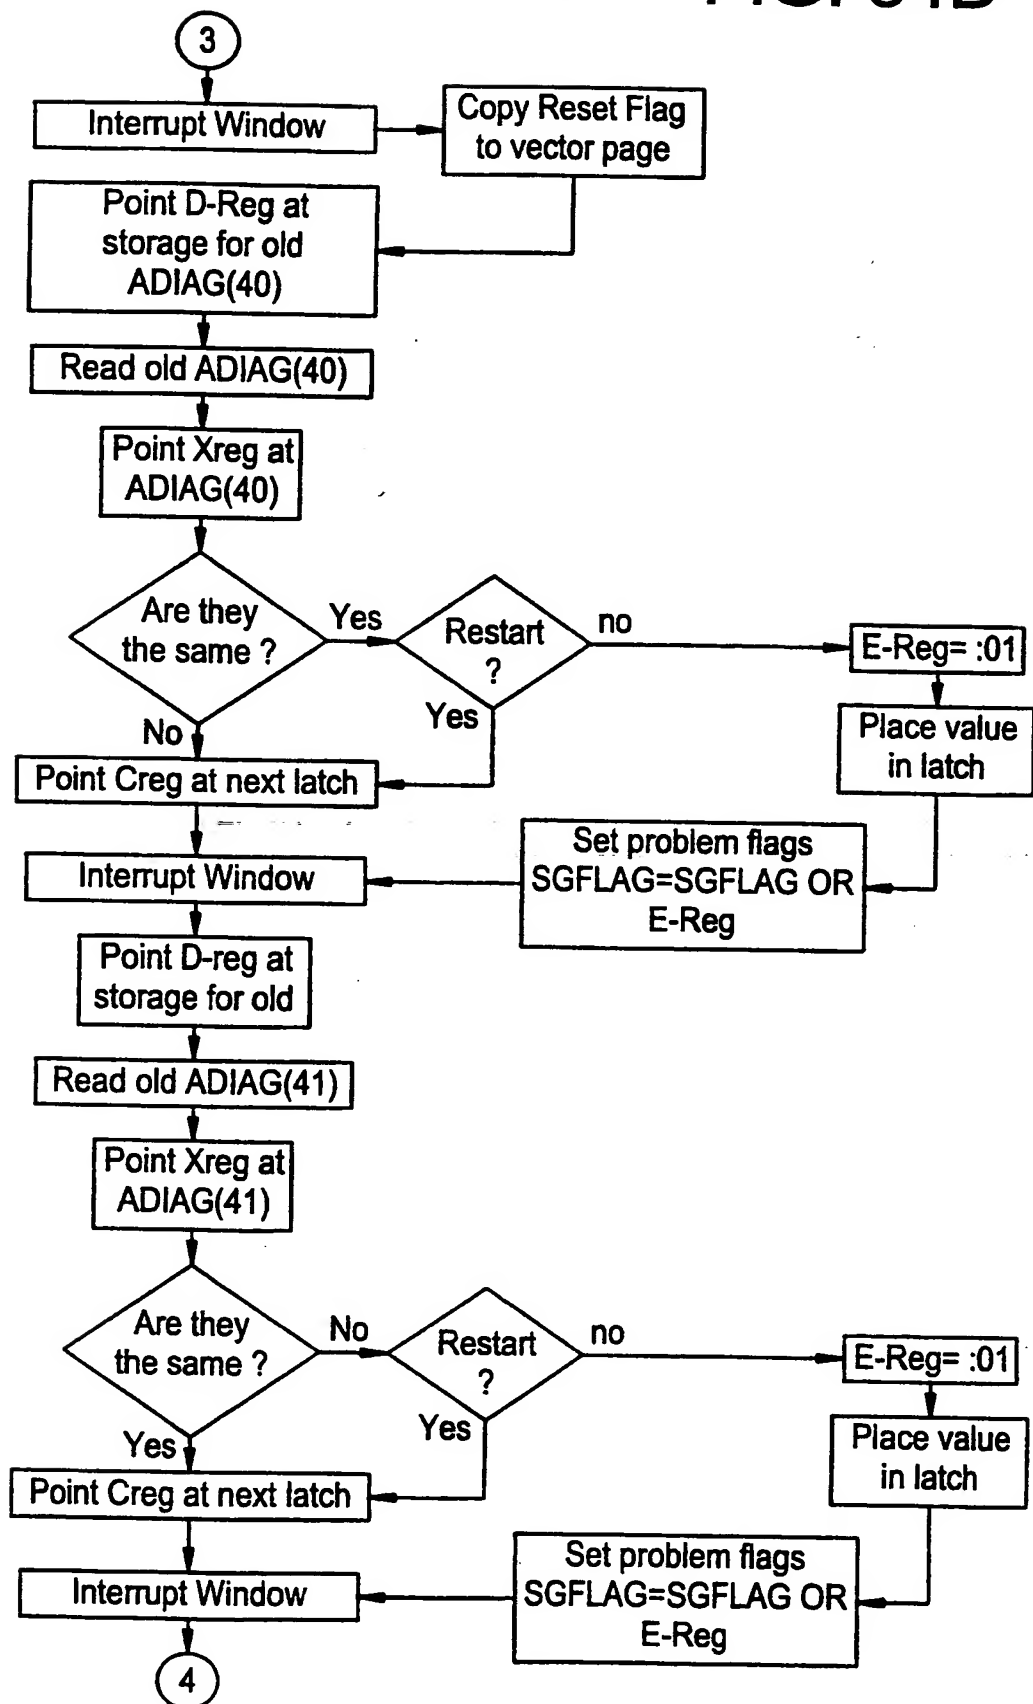 3
Interrupt Window
Copy Reset Flag
to vector page
Point D-Reg at
storage for old
ADIAG(40)
Read old ADIAG(40)
Point Xreg at
ADIAG(40)
Are they
the same ?
Yes
Restart
?
no
E-Reg= :01
Place value
in latch
No
Yes
Point Creg at next latch
Set problem flags
SGFLAG=SGFLAG OR
E-Reg
Interrupt Window
Point D-reg at
storage for old
Read old ADIAG(41)
Point Xreg at
ADIAG(41)
Are they
the same ?
No
Restart
?
no
E-Reg= :01
Place value
in latch
Yes
Yes
Point Creg at next latch
Set problem flags
SGFLAG=SGFLAG OR
E-Reg
Interrupt Window
4